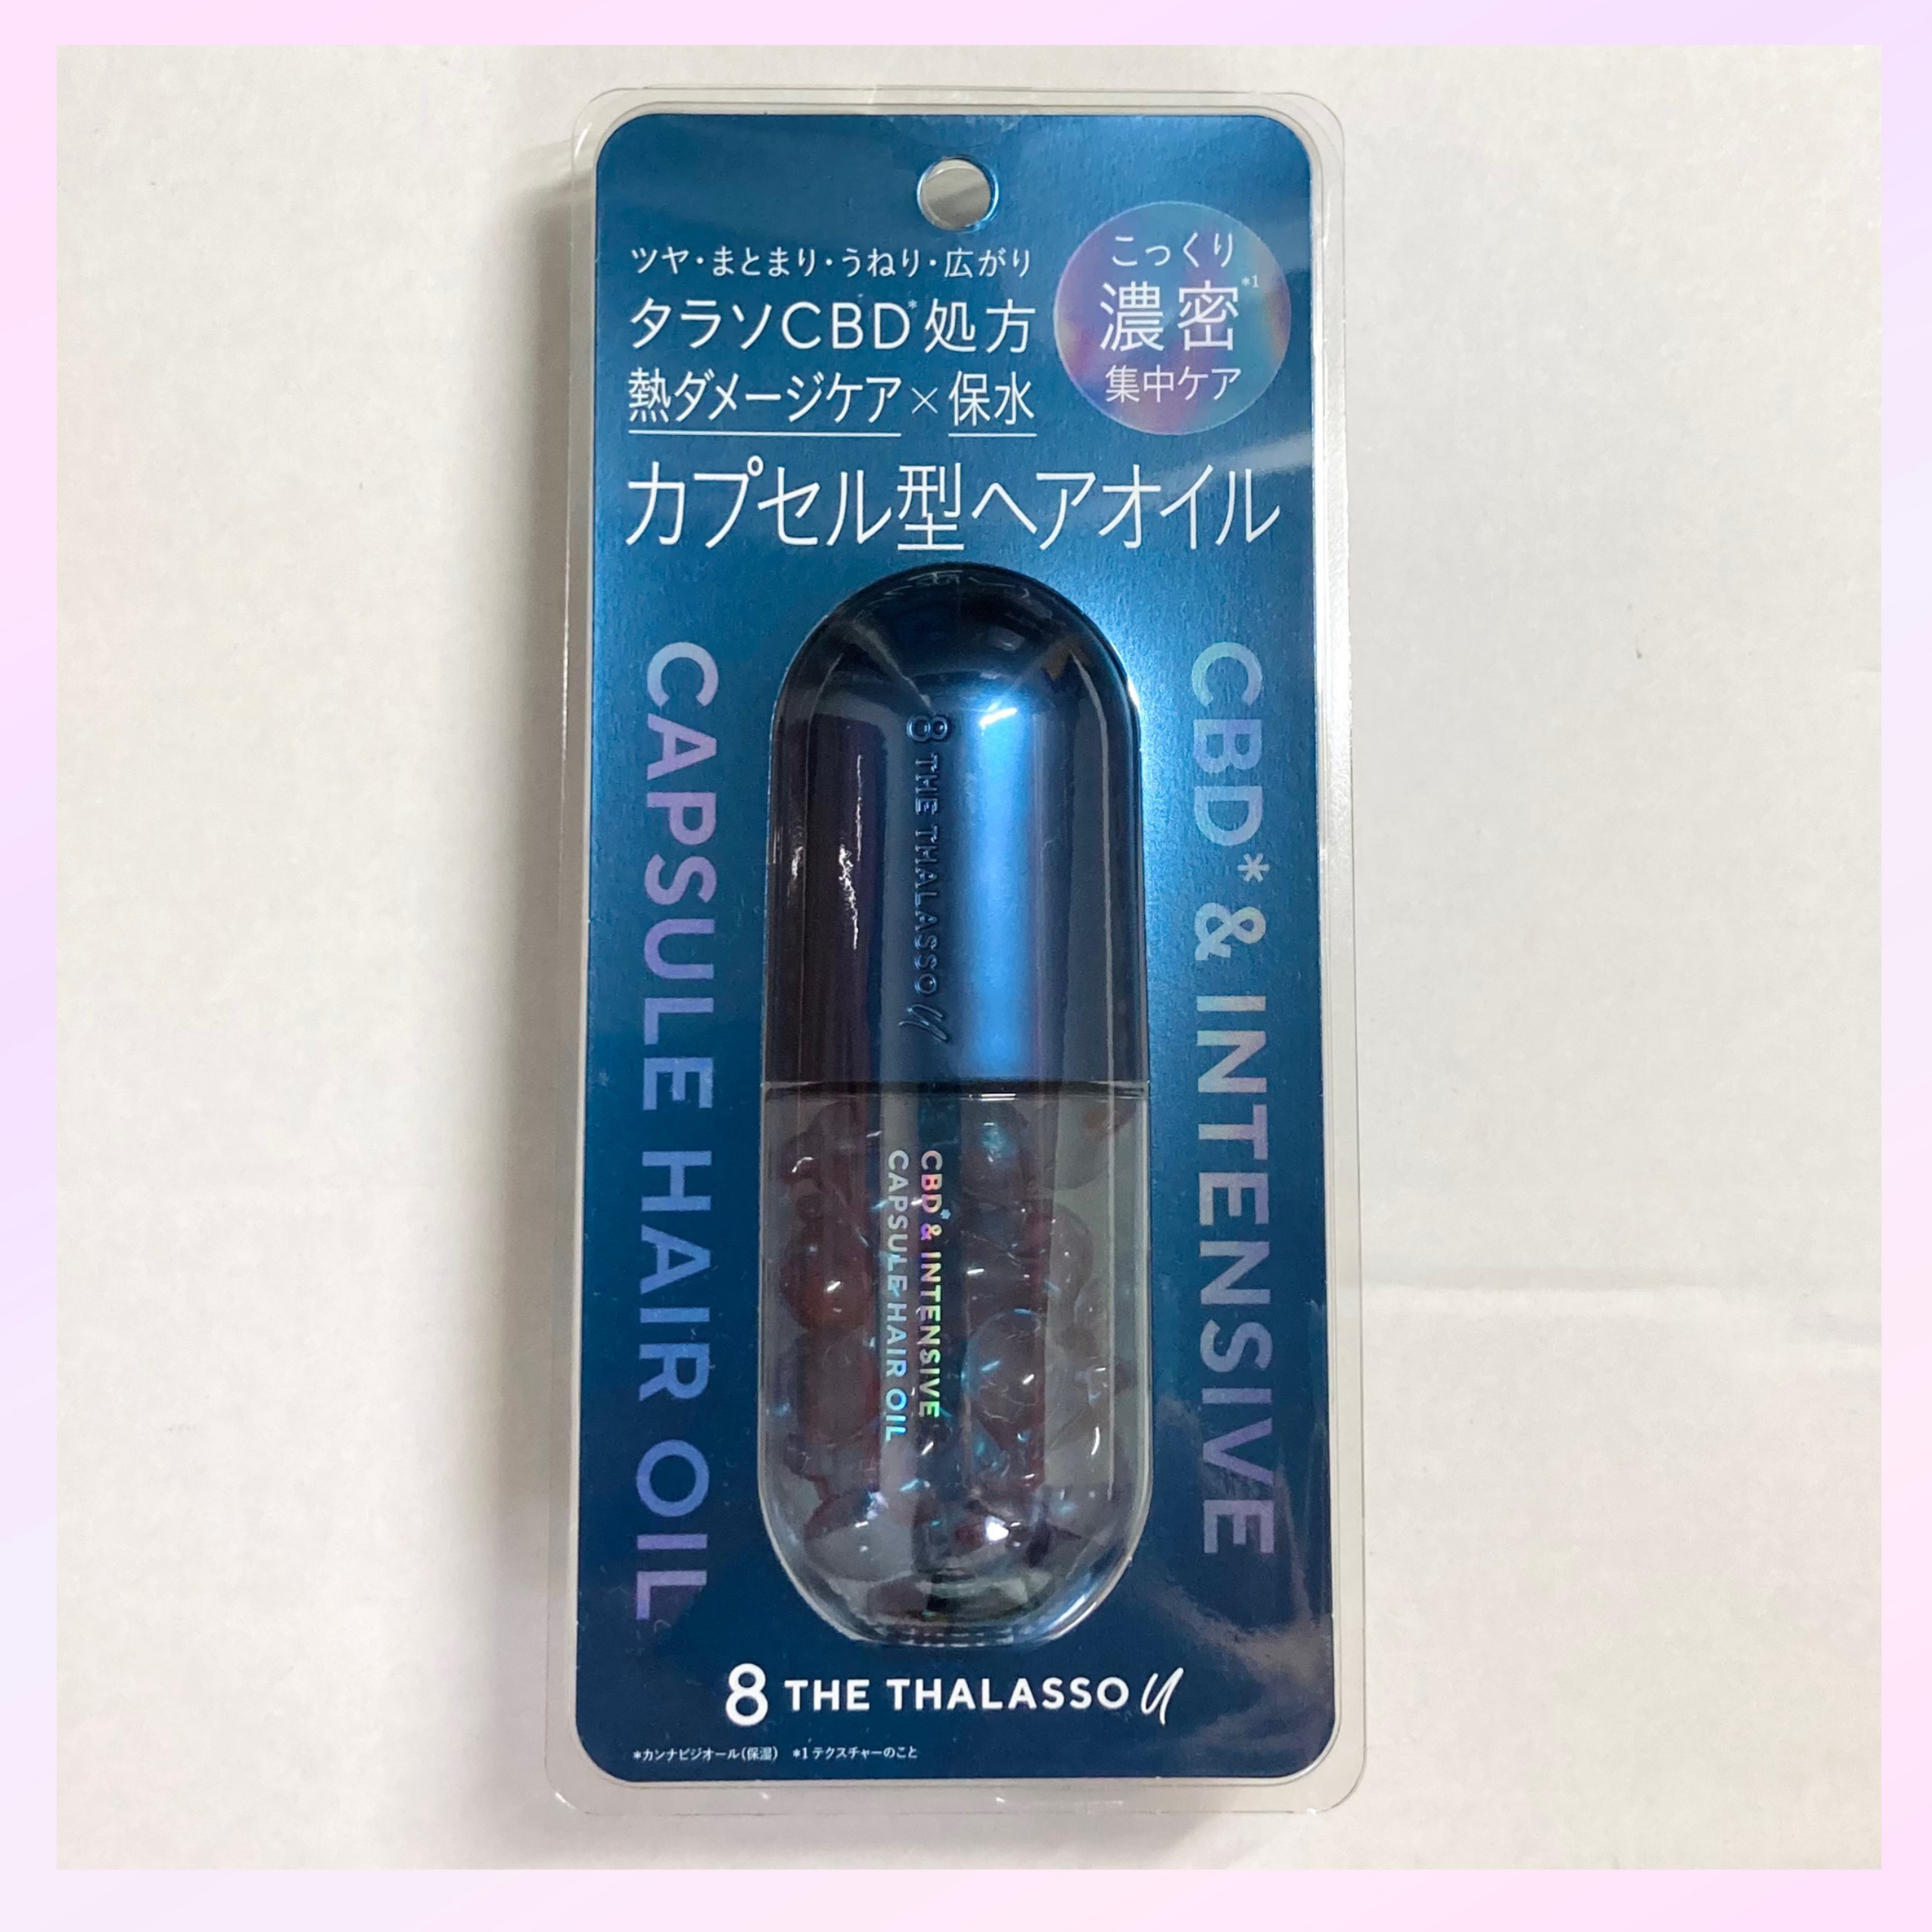 ツヤ・まとまり・うねり・広がり
タラソCBD*処方
熱ダメージケア×保水
こっくり
濃密*1
集中ケア
カプセル型ヘアオイル
CBD* & INTENSIVE
CAPSULE HAIR OIL
8 THE THALASSO u
CBD* & INTENSIVE
CAPSULE HAIR OIL
8 THE THALASSO u
*カンナビジオール(保湿) *1 テクスチャーのこと